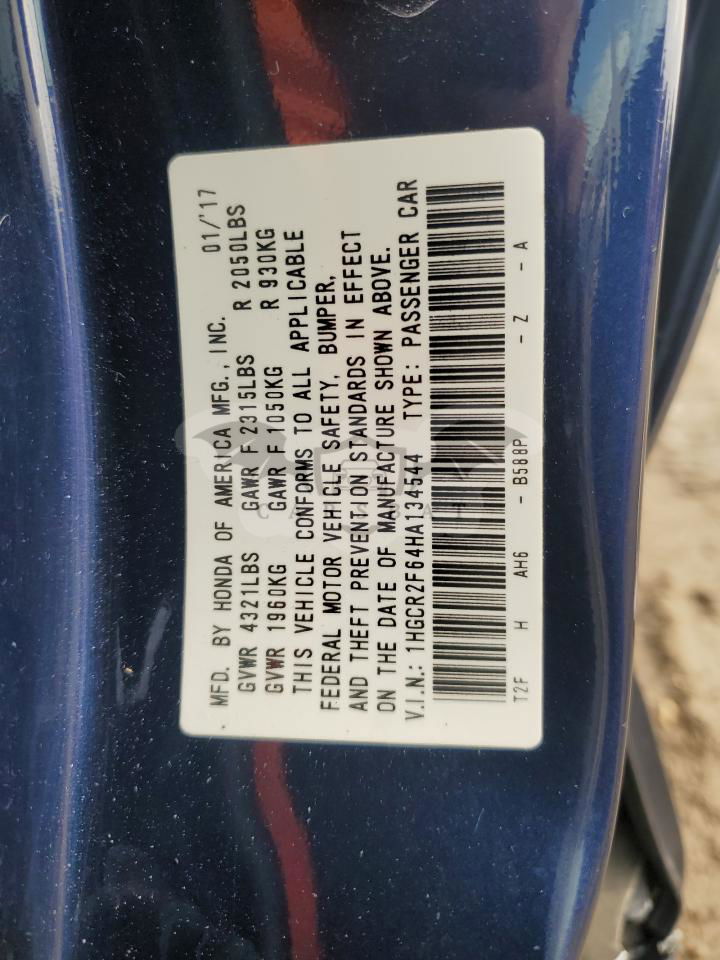 MFD. BY HONDA OF AMERICA MFG., INC. 01/'17
GVWR 4321LBS GAWR F 2315LBS R 2050LBS
GVWR 1960KG GAWR F 1050KG R 930KG
THIS VEHICLE CONFORMS TO ALL APPLICABLE
FEDERAL MOTOR VEHICLE SAFETY, BUMPER,
AND THEFT PREVENTION STANDARDS IN EFFECT
ON THE DATE OF MANUFACTURE SHOWN ABOVE.
V.I.N.: 1HGCR2F64HA134544 TYPE: PASSENGER CAR
T2F H AH6 - B588P - Z - A